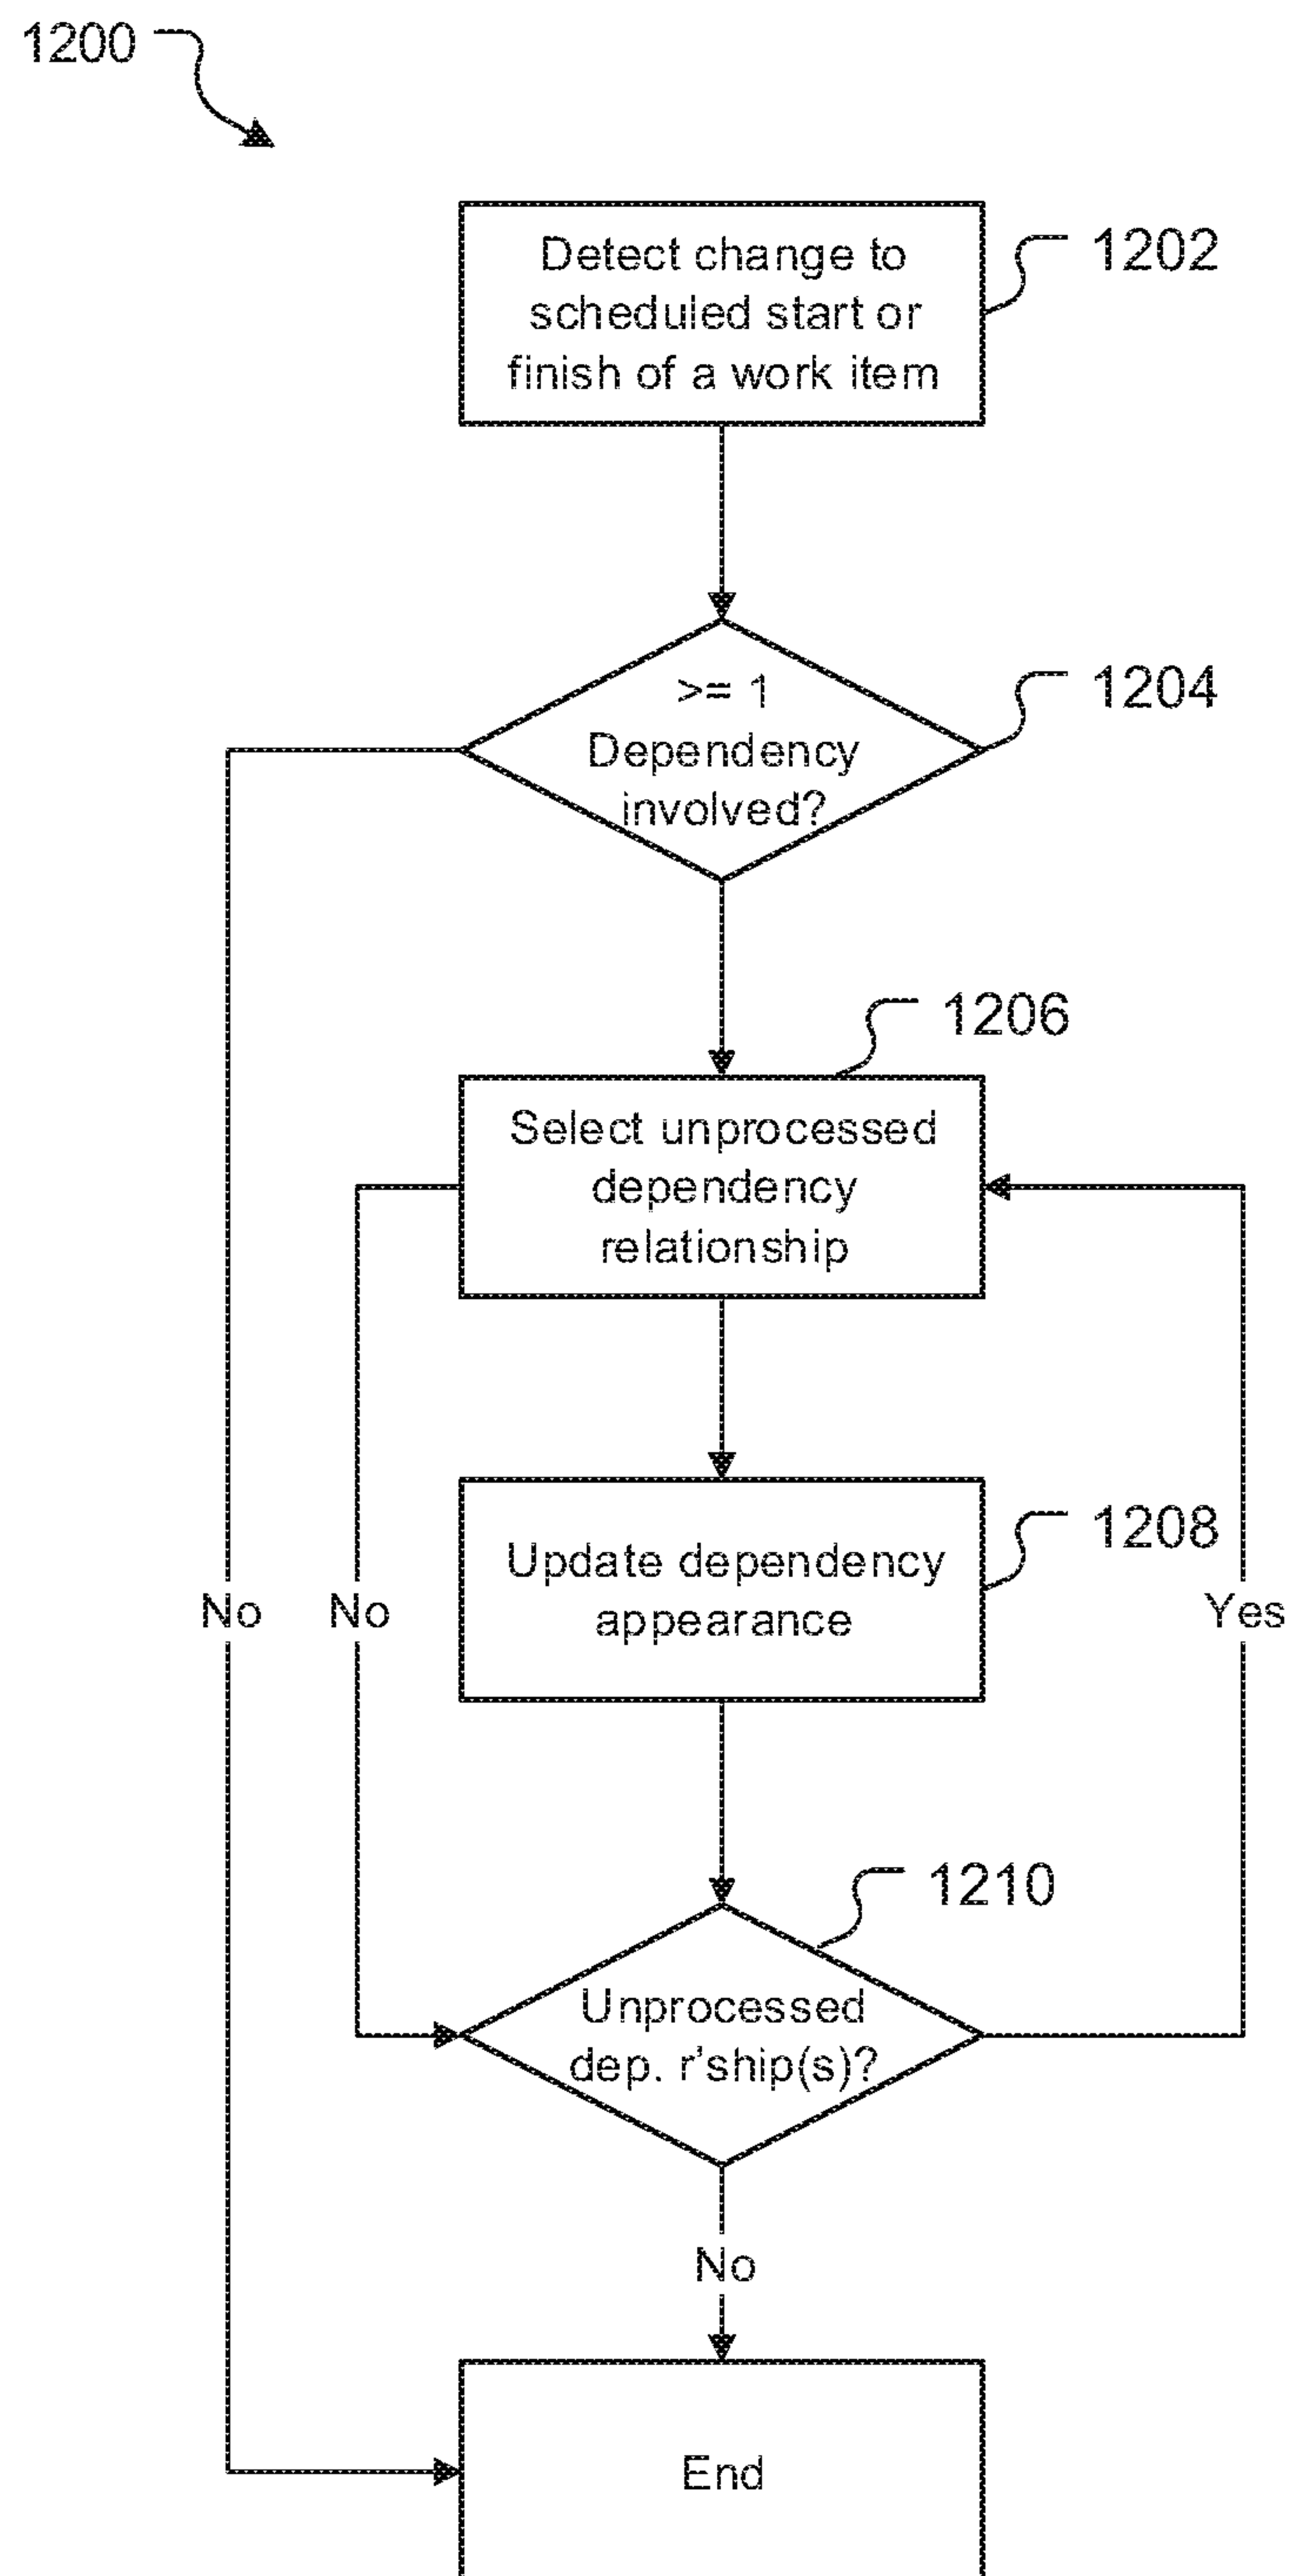 1200
Detect change to
scheduled start or
finish of a work item
1202
>= 1
Dependency
involved?
1204
1206
Select unprocessed
dependency
relationship
Update dependency
appearance
1208
No
No
Yes
1210
Unprocessed
dep. r'ship(s)?
No
End